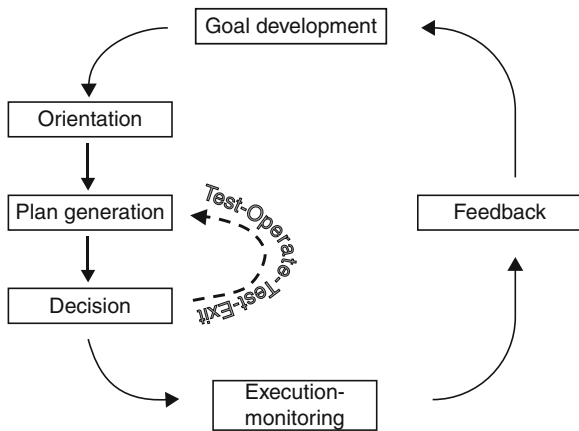 Goal development
Orientation
Plan generation
Test-Operate-Test-Exit
Feedback
Decision
Execution-
monitoring